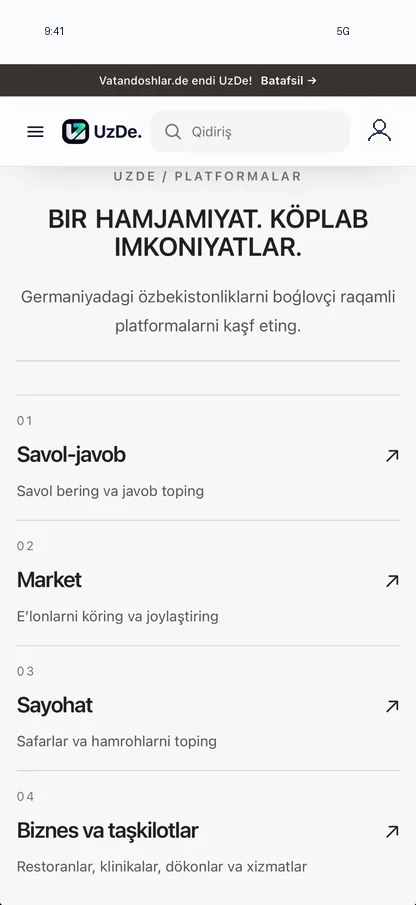 9:41
5G
Vatandoshlar.de endi UzDe! Batafsil →
UzDe.
Qidiriş
UZDE / PLATFORMALAR
BIR HAMJAMIYAT. KÖPLAB
IMKONIYATLAR.
Germaniyadagi özbekistonliklarni boǵlovçi raqamli
platformalarni kaşf eting.
01
Savol-javob
Savol bering va javob toping
02
Market
Eʼlonlarni köring va joylaştiring
03
Sayohat
Safarlar va hamrohlarni toping
04
Biznes va taşkilotlar
Restoranlar, klinikalar, dökonlar va xizmatlar